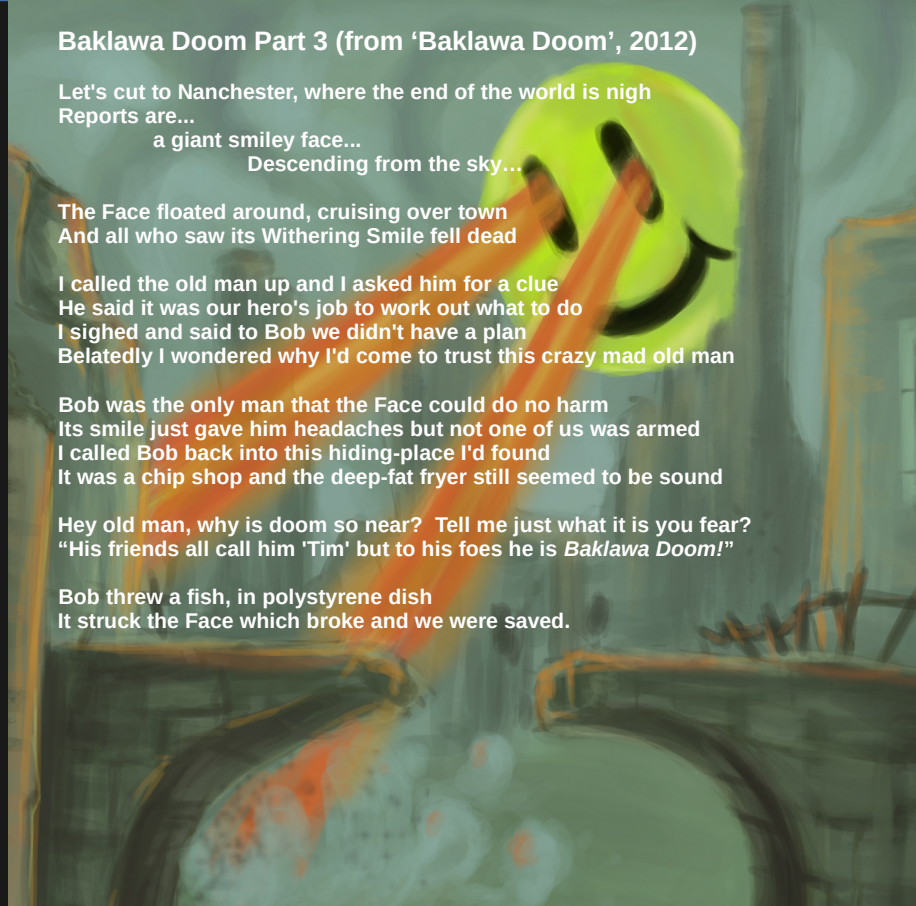 Baklawa Doom Part 3 (from ‘Baklawa Doom’, 2012)
Let's cut to Nanchester, where the end of the world is nigh
Reports are...
a giant smiley face...
Descending from the sky…
The Face floated around, cruising over town
And all who saw its Withering Smile fell dead
I called the old man up and I asked him for a clue
He said it was our hero's job to work out what to do
I sighed and said to Bob we didn't have a plan
Belatedly I wondered why I'd come to trust this crazy mad old man
Bob was the only man that the Face could do no harm
Its smile just gave him headaches but not one of us was armed
I called Bob back into this hiding-place I'd found
It was a chip shop and the deep-fat fryer still seemed to be sound
Hey old man, why is doom so near?  Tell me just what it is you fear?
“His friends all call him 'Tim' but to his foes he is Baklawa Doom!”
Bob threw a fish, in polystyrene dish
It struck the Face which broke and we were saved.